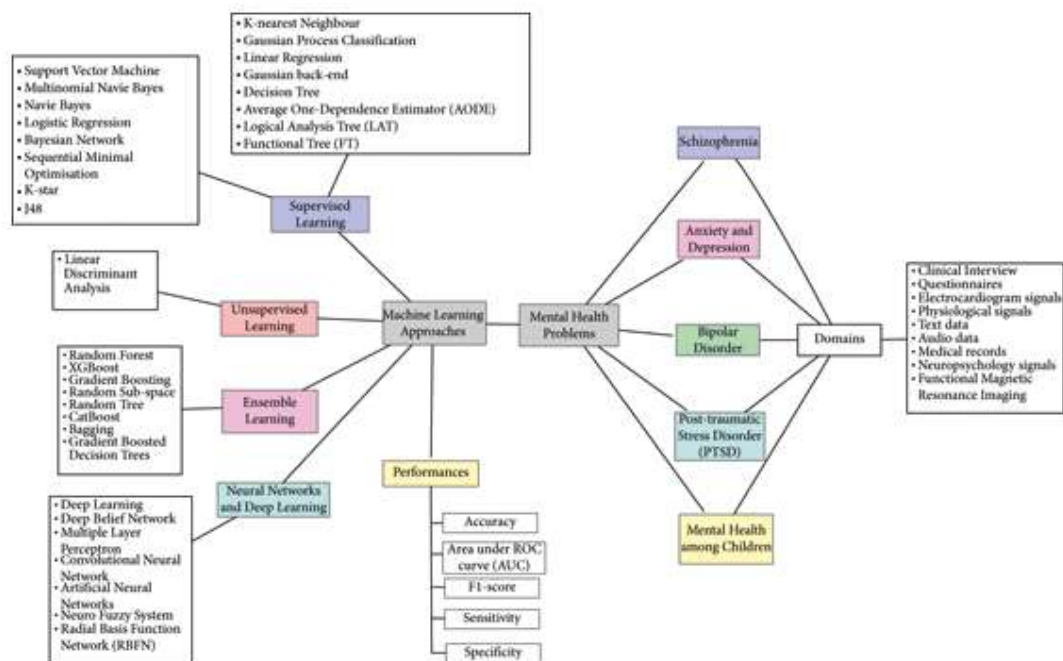 • K-nearest Neighbour
• Gaussian Process Classification
• Linear Regression
• Gaussian back-end
• Decision Tree
• Average One-Dependence Estimator (AODE)
• Logical Analysis Tree (LAT)
• Functional Tree (FT)
• Support Vector Machine
• Multinomial Navie Bayes
• Navie Bayes
• Logistic Regression
• Bayesian Network
• Sequential Minimal
Optimisation
• K-star
• J48
Supervised
Learning
• Linear
Discriminant
Analysis
Unsupervised
Learning
• Random Forest
• XGBoost
• Gradient Boosting
• Random Sub-space
• Random Tree
• CatBoost
• Bagging
• Gradient Boosted
Decision Trees
Ensemble
Learning
• Deep Learning
• Deep Belief Network
• Multiple Layer
Perceptron
• Convolutional Neural
Network
• Artificial Neural
Networks
• Neuro Fuzzy System
• Radial Basis Function
Network (RBFN)
Neural Networks
and Deep Learning
Machine Learning
Approaches
Performances
Accuracy
Area under ROC
curve (AUC)
F1-score
Sensitivity
Specificity
Mental Health
Problems
Schizophrenia
Anxiety and
Depression
Bipolar
Disorder
Post-traumatic
Stress Disorder
(PTSD)
Mental Health
among Children
Domains
• Clinical Interview
• Questionnaires
• Electrocardiogram signals
• Physiological signals
• Text data
• Audio data
• Medical records
• Neuropsychology signals
• Functional Magnetic
Resonance Imaging